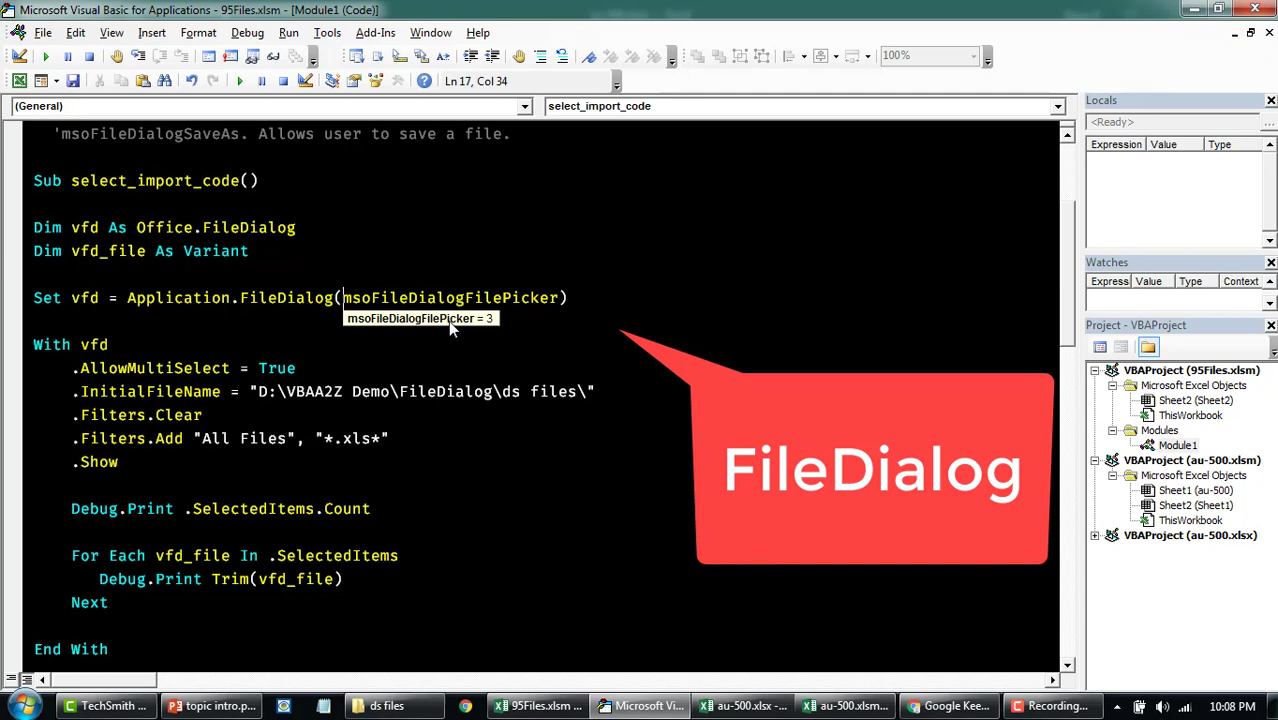 Microsoft Visual Basic for Applications - 95Files.xlsm - [Module1 (Code)]
File Edit View Insert Format Debug Run Tools Add-Ins Window Help
100%
Ln 17, Col 34
(General)
select_import_code
'msoFileDialogSaveAs. Allows user to save a file.
Sub select_import_code()
Dim vfd As Office.FileDialog
Dim vfd_file As Variant
Set vfd = Application.FileDialog(msoFileDialogFilePicker)
msoFileDialogFilePicker = 3
With vfd
.AllowMultiSelect = True
.InitialFileName = "D:\VBAA2Z Demo\FileDialog\ds files\"
.Filters.Clear
.Filters.Add "All Files", "*.xls*"
.Show
Debug.Print .SelectedItems.Count
For Each vfd_file In .SelectedItems
Debug.Print Trim(vfd_file)
Next
End With
FileDialog
Locals
<Ready>
...
Expression Value Type
Watches
Express Value Type Context
Project - VBAProject
VBAProject (95Files.xlsm)
Microsoft Excel Objects
Sheet2 (Sheet2)
ThisWorkbook
Modules
Module1
VBAProject (au-500.xlsm)
Microsoft Excel Objects
Sheet1 (au-500)
Sheet2 (Sheet1)
ThisWorkbook
VBAProject (au-500.xlsx)
TechSmith ...
topic intro.p...
ds files
95Files.xlsm ...
Microsoft Vi...
au-500.xlsx -...
au-500.xlsm...
Google Kee...
Recording...
10:08 PM